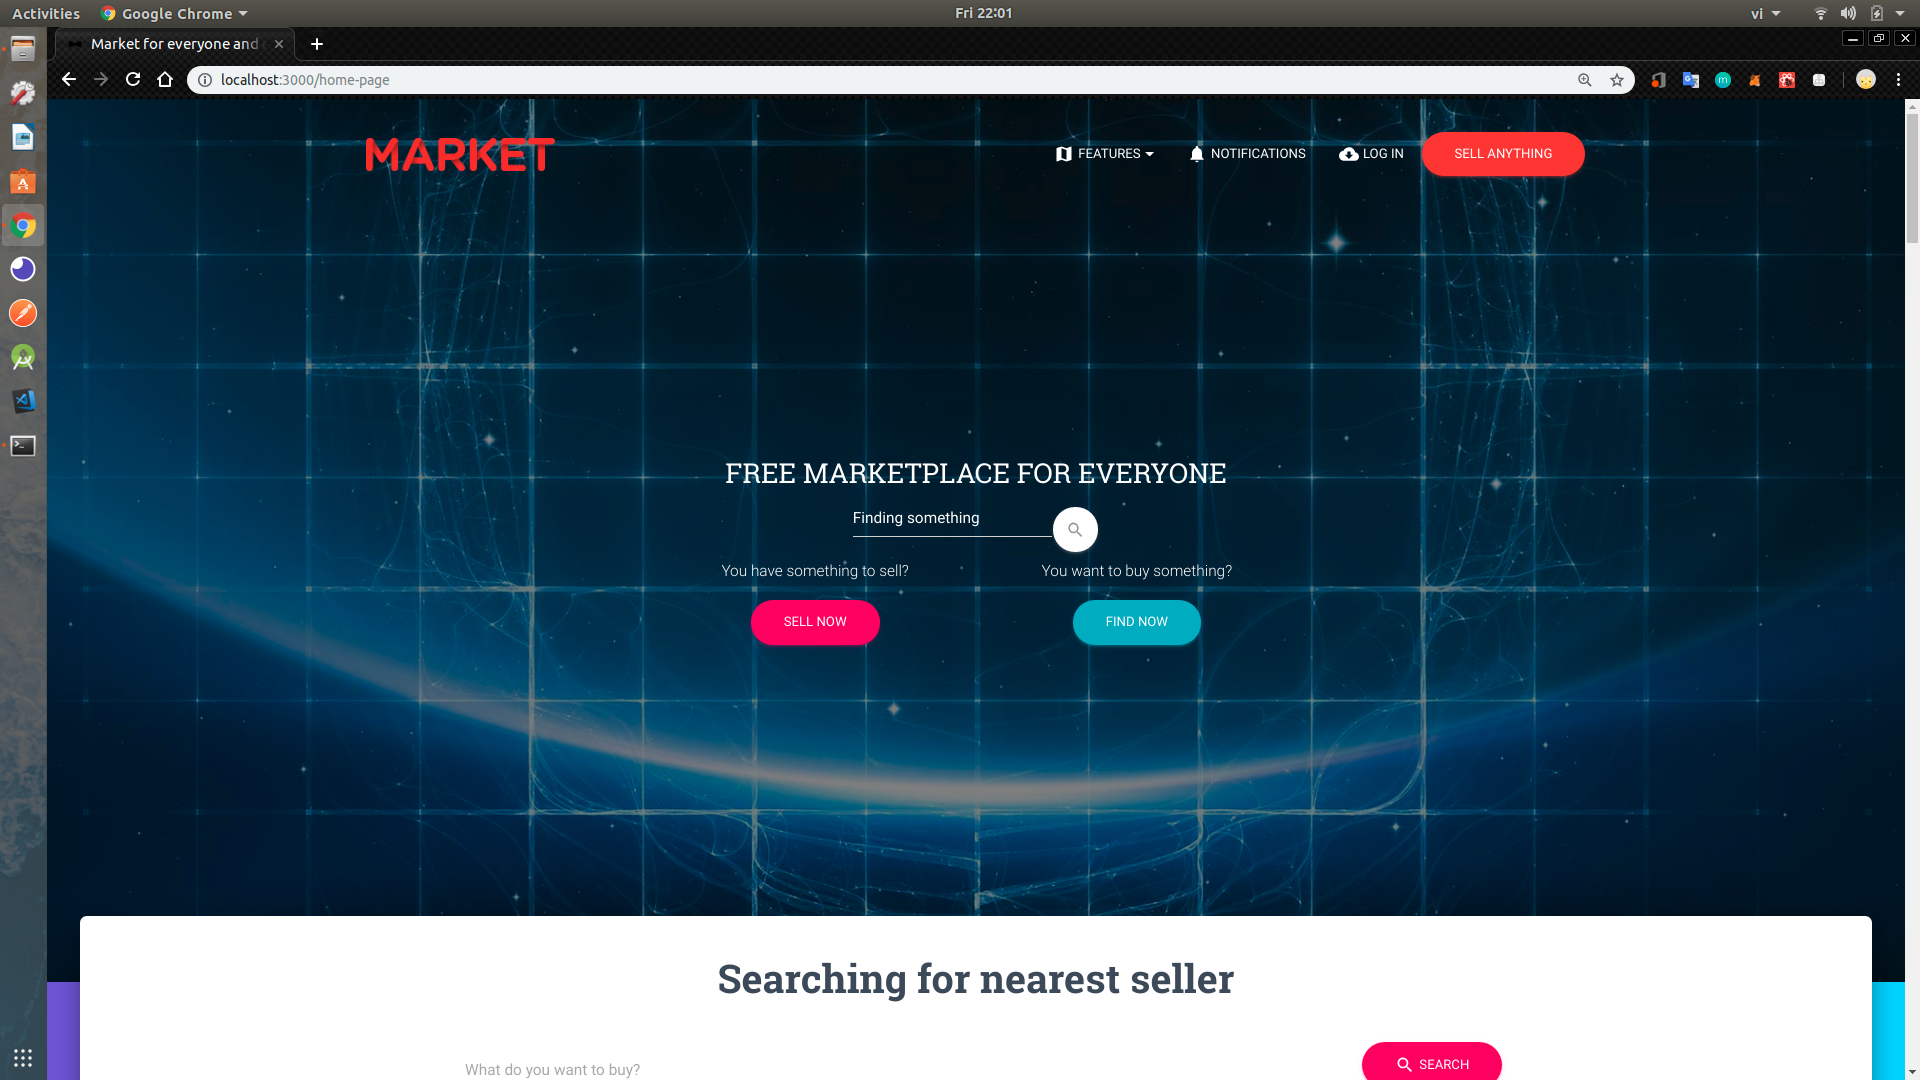 Activities
Google Chrome
Fri 22:01
vi
Market for everyone and
localhost:3000/home-page
MARKET
FEATURES
NOTIFICATIONS
LOG IN
SELL ANYTHING
FREE MARKETPLACE FOR EVERYONE
Finding something
You have something to sell?
You want to buy something?
SELL NOW
FIND NOW
Searching for nearest seller
What do you want to buy?
SEARCH